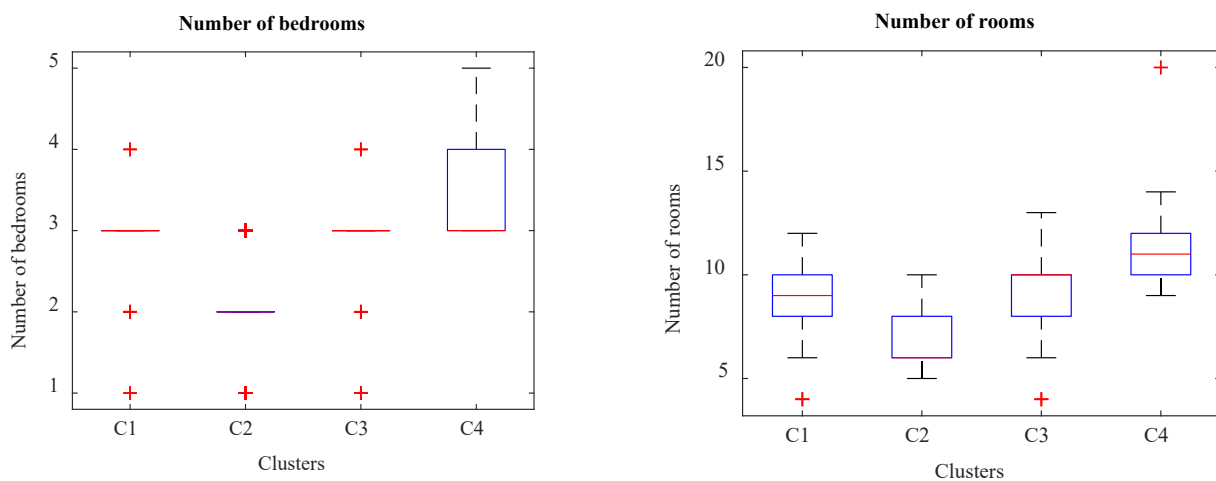 Number of bedrooms
Number of bedrooms
5
4
3
2
1
C1 C2 C3 C4
Clusters
Number of rooms
Number of rooms
20
15
10
5
C1 C2 C3 C4
Clusters